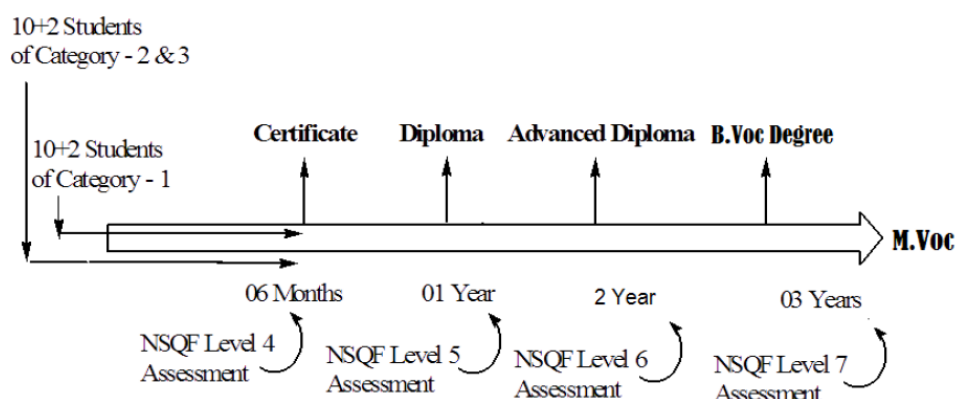 10+2 Students
of Category - 2 & 3
10+2 Students
of Category - 1
Certificate
Diploma
Advanced Diploma
B.Voc Degree
M.Voc
06 Months
01 Year
2 Year
03 Years
NSQF Level 4
Assessment
NSQF Level 5
Assessment
NSQF Level 6
Assessment
NSQF Level 7
Assessment